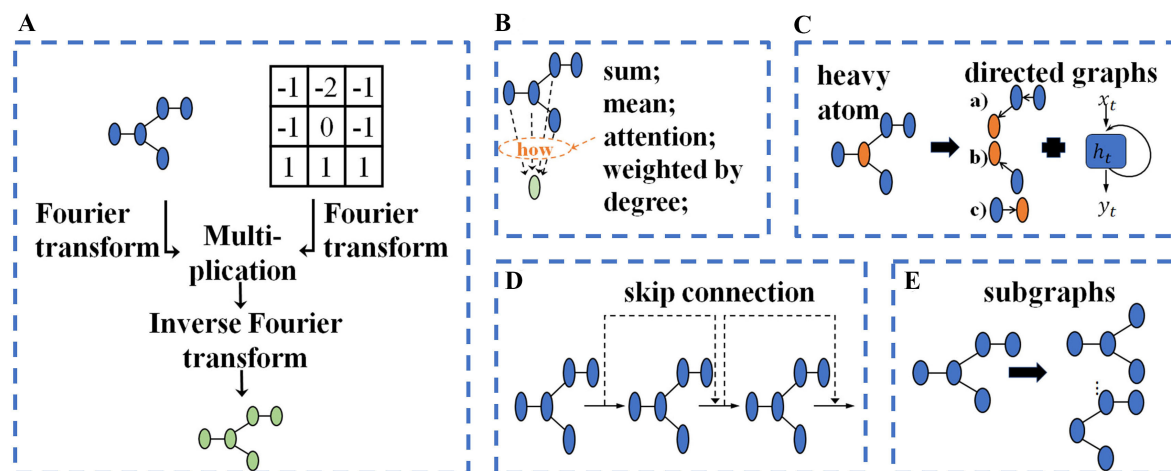 A
-1 -2 -1
-1 0 -1
1 1 1
Fourier
transform
Fourier
transform
Multi-
plication
Inverse Fourier
transform
B
sum;
mean;
attention;
weighted by
degree;
how
C
heavy
atom
directed graphs
a)
b)
c)
x_t
h_t
y_t
D
skip connection
E
subgraphs
⋮